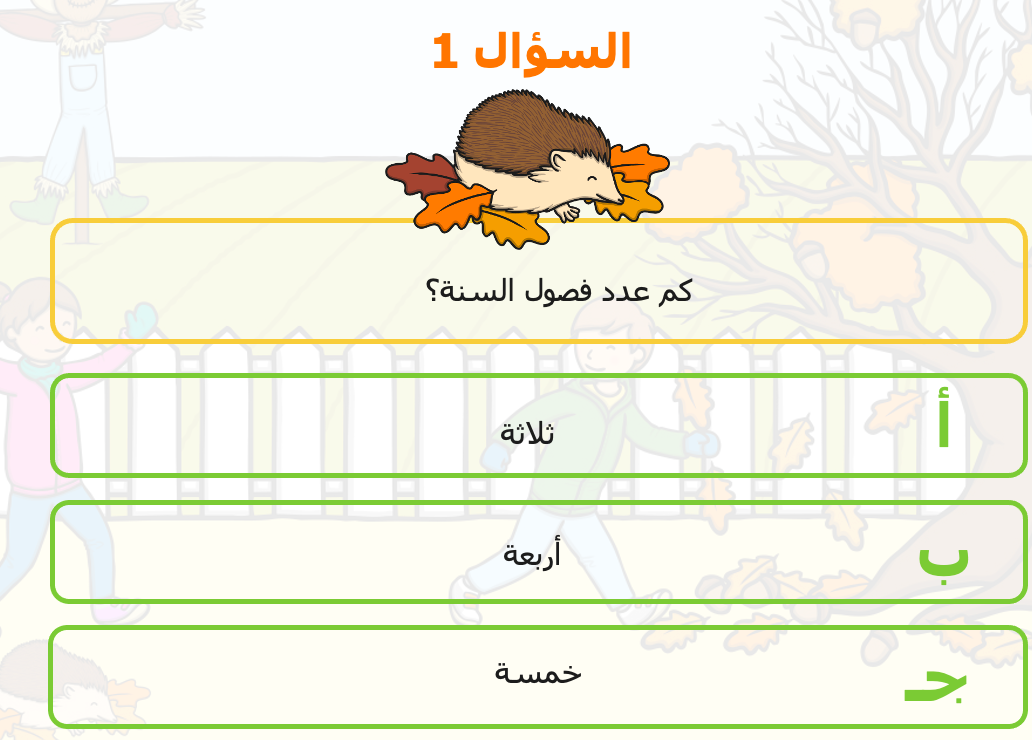 السؤال 1
كم عدد فصول السنة؟
أ
ثلاثة
ب
أربعة
جـ
خمسة